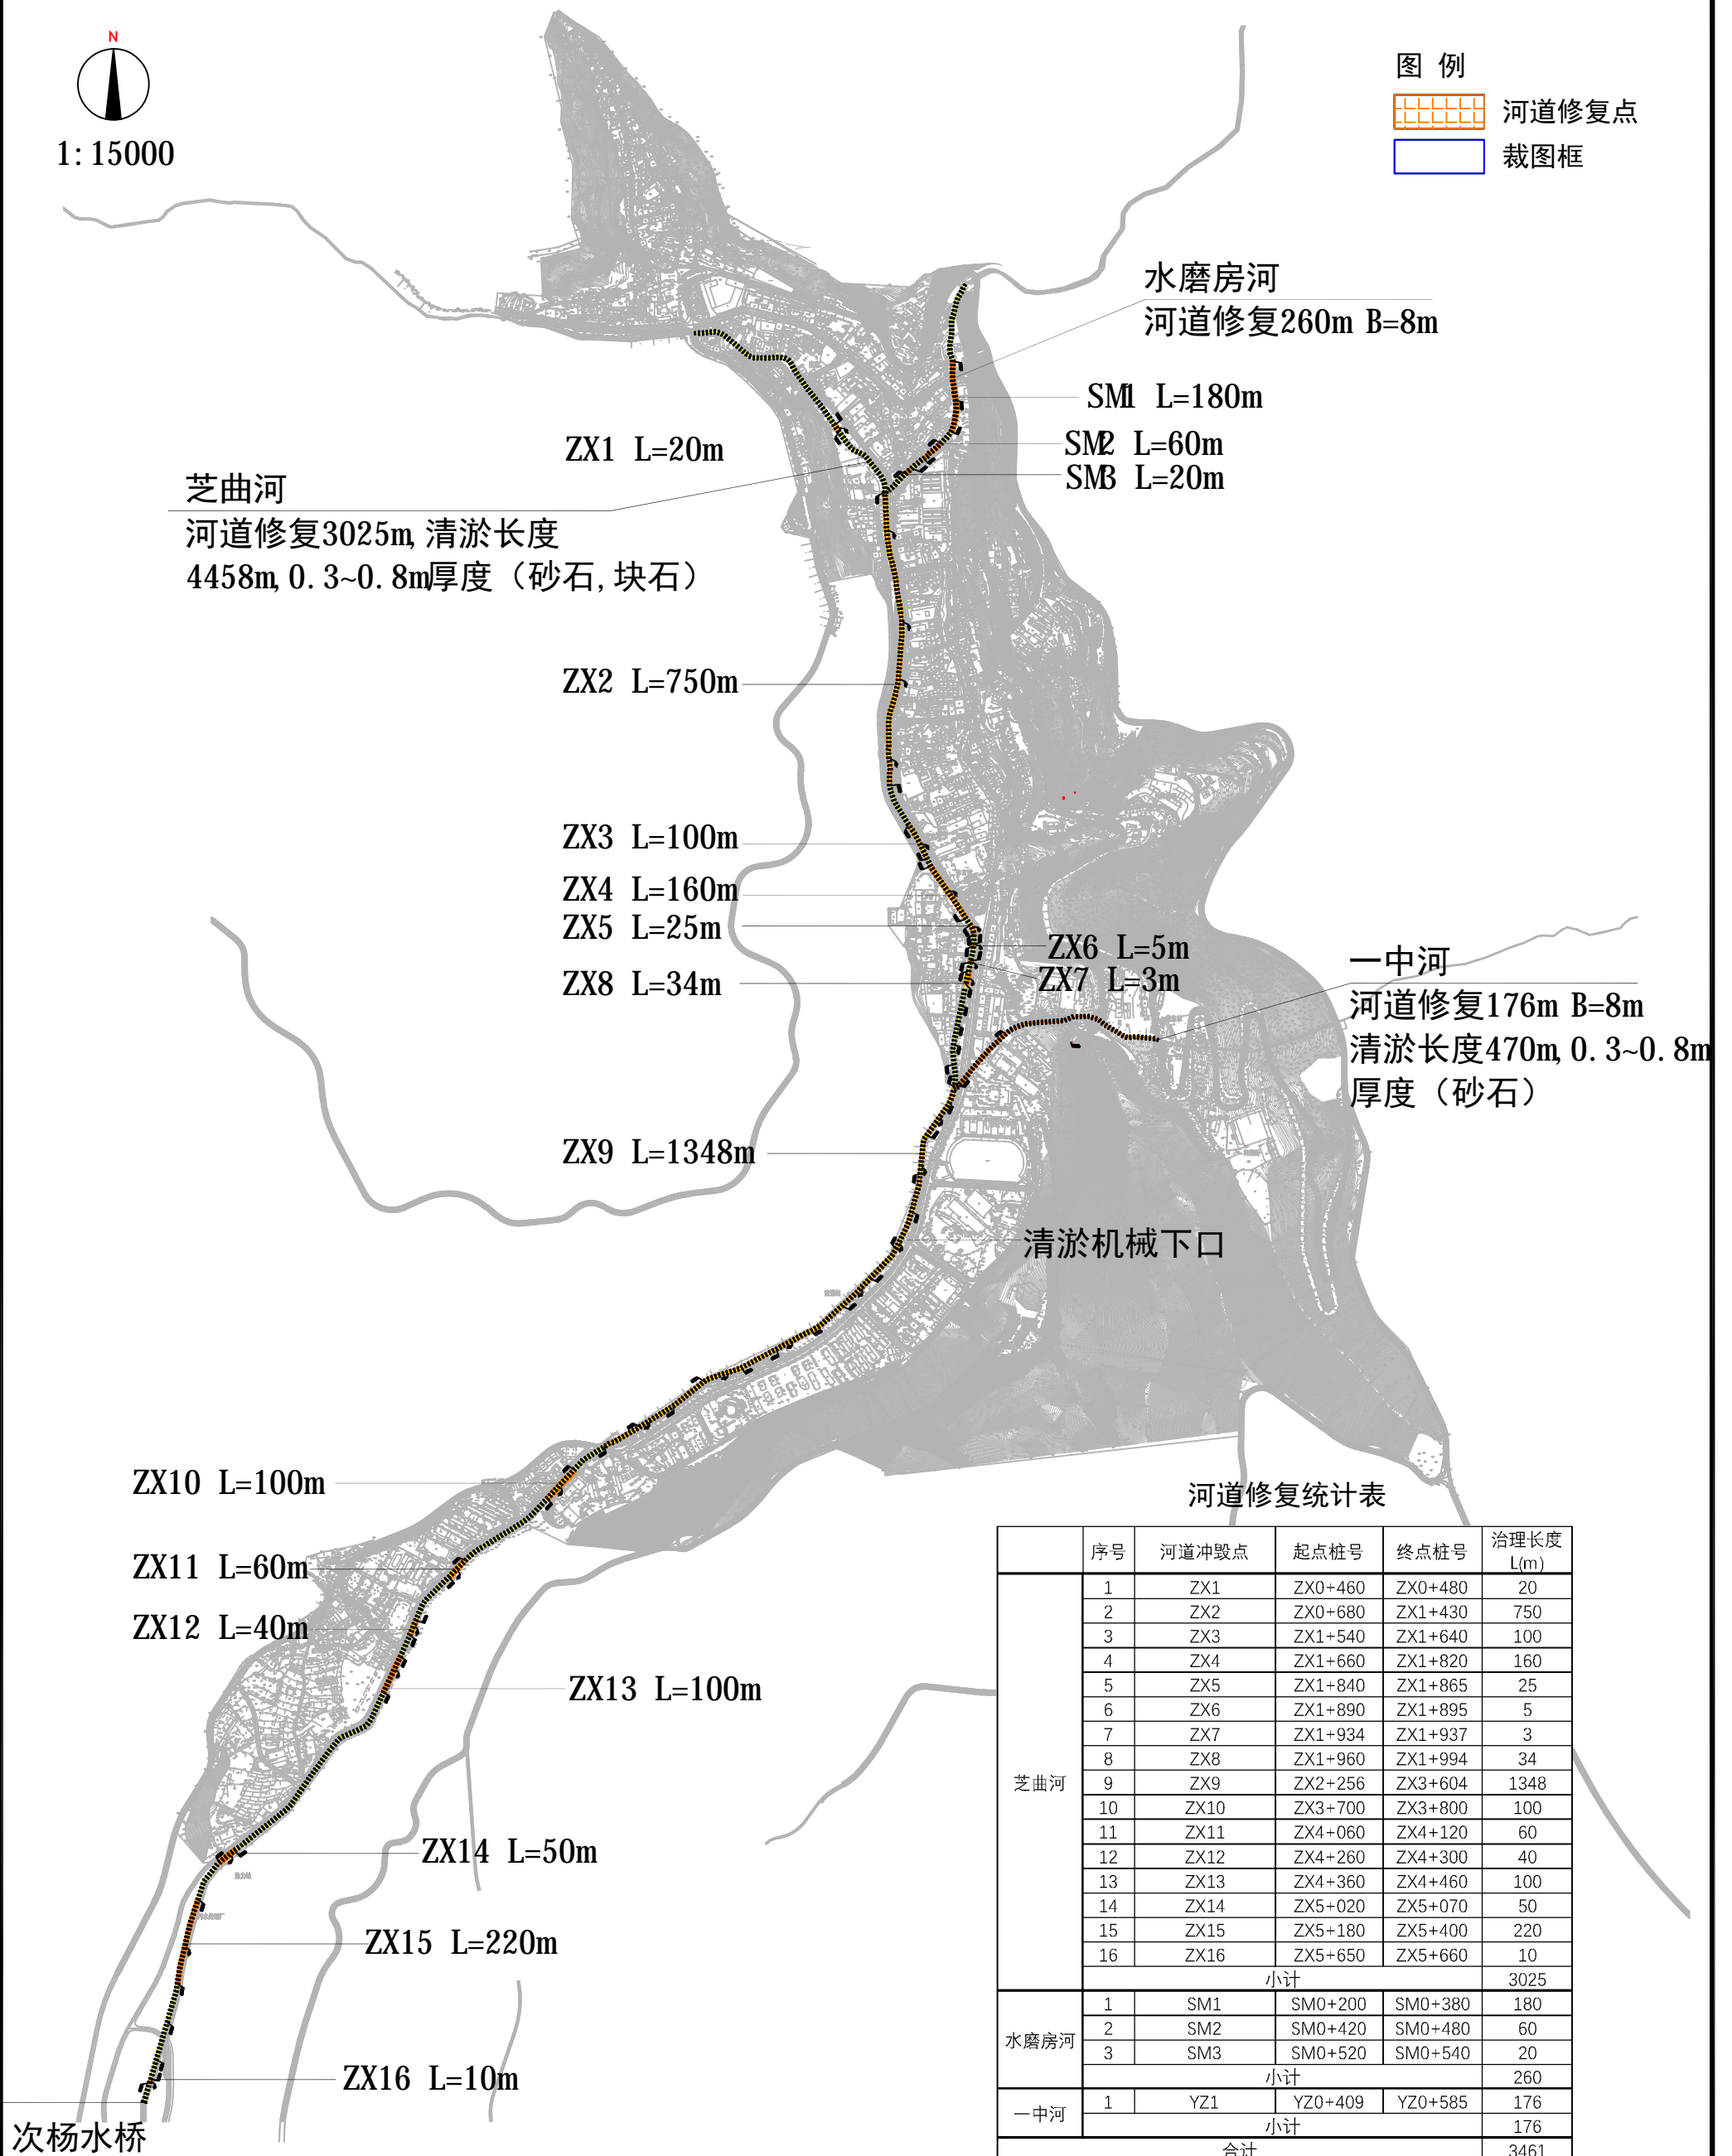 N
1:15000
图 例
河道修复点
裁图框
水磨房河
河道修复260m B=8m
SM1 L=180m
SM2 L=60m
SM3 L=20m
ZX1 L=20m
芝曲河
河道修复3025m,清淤长度
4458m,0.3~0.8m厚度（砂石,块石）
ZX2 L=750m
ZX3 L=100m
ZX4 L=160m
ZX5 L=25m
ZX6 L=5m
ZX7 L=3m
ZX8 L=34m
一中河
河道修复176m B=8m
清淤长度470m,0.3~0.8m
厚度（砂石）
ZX9 L=1348m
清淤机械下口
ZX10 L=100m
ZX11 L=60m
ZX12 L=40m
ZX13 L=100m
ZX14 L=50m
ZX15 L=220m
ZX16 L=10m
次杨水桥
河道修复统计表
序号 河道冲毁点 起点桩号 终点桩号 治理长度
L(m)
芝曲河
1 ZX1 ZX0+460 ZX0+480 20
2 ZX2 ZX0+680 ZX1+430 750
3 ZX3 ZX1+540 ZX1+640 100
4 ZX4 ZX1+660 ZX1+820 160
5 ZX5 ZX1+840 ZX1+865 25
6 ZX6 ZX1+890 ZX1+895 5
7 ZX7 ZX1+934 ZX1+937 3
8 ZX8 ZX1+960 ZX1+994 34
9 ZX9 ZX2+256 ZX3+604 1348
10 ZX10 ZX3+700 ZX3+800 100
11 ZX11 ZX4+060 ZX4+120 60
12 ZX12 ZX4+260 ZX4+300 40
13 ZX13 ZX4+360 ZX4+460 100
14 ZX14 ZX5+020 ZX5+070 50
15 ZX15 ZX5+180 ZX5+400 220
16 ZX16 ZX5+650 ZX5+660 10
小计 3025
水磨房河
1 SM1 SM0+200 SM0+380 180
2 SM2 SM0+420 SM0+480 60
3 SM3 SM0+520 SM0+540 20
小计 260
一中河
1 YZ1 YZ0+409 YZ0+585 176
小计 176
合计 3461